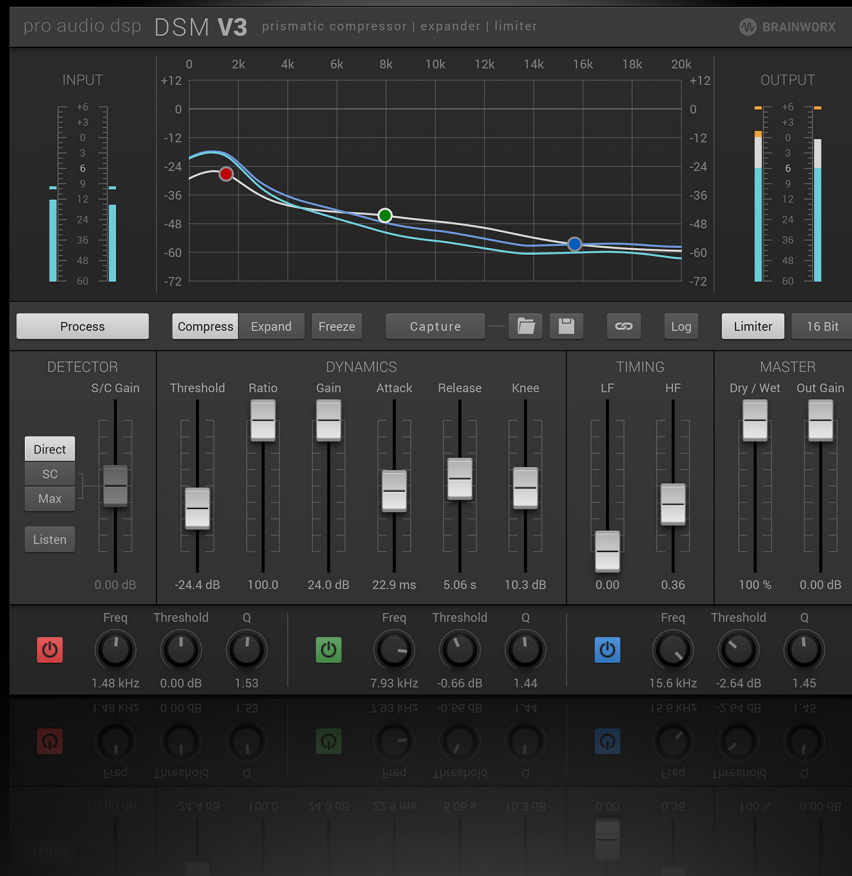 pro audio dsp DSM V3 prismatic compressor | expander | limiter BRAINWORX
INPUT
0 2k 4k 6k 8k 10k 12k 14k 16k 18k 20k
OUTPUT
+12 0 -12 -24 -36 -48 -60 -72
+12 0 -12 -24 -36 -48 -60 -72
+6 +3 0 3 6 9 12 24 36 48 60
+6 +3 0 3 6 9 12 24 36 48 60
Process Compress Expand Freeze Capture Log Limiter 16 Bit
DETECTOR DYNAMICS TIMING MASTER
S/C Gain Threshold Ratio Gain Attack Release Knee LF HF Dry / Wet Out Gain
Direct
SC
Max
Listen
0.00 dB -24.4 dB 100.0 24.0 dB 22.9 ms 5.06 s 10.3 dB 0.00 0.36 100 % 0.00 dB
Freq Threshold Q Freq Threshold Q Freq Threshold Q
1.48 kHz 0.00 dB 1.53 7.93 kHz -0.66 dB 1.44 15.6 kHz -2.64 dB 1.45